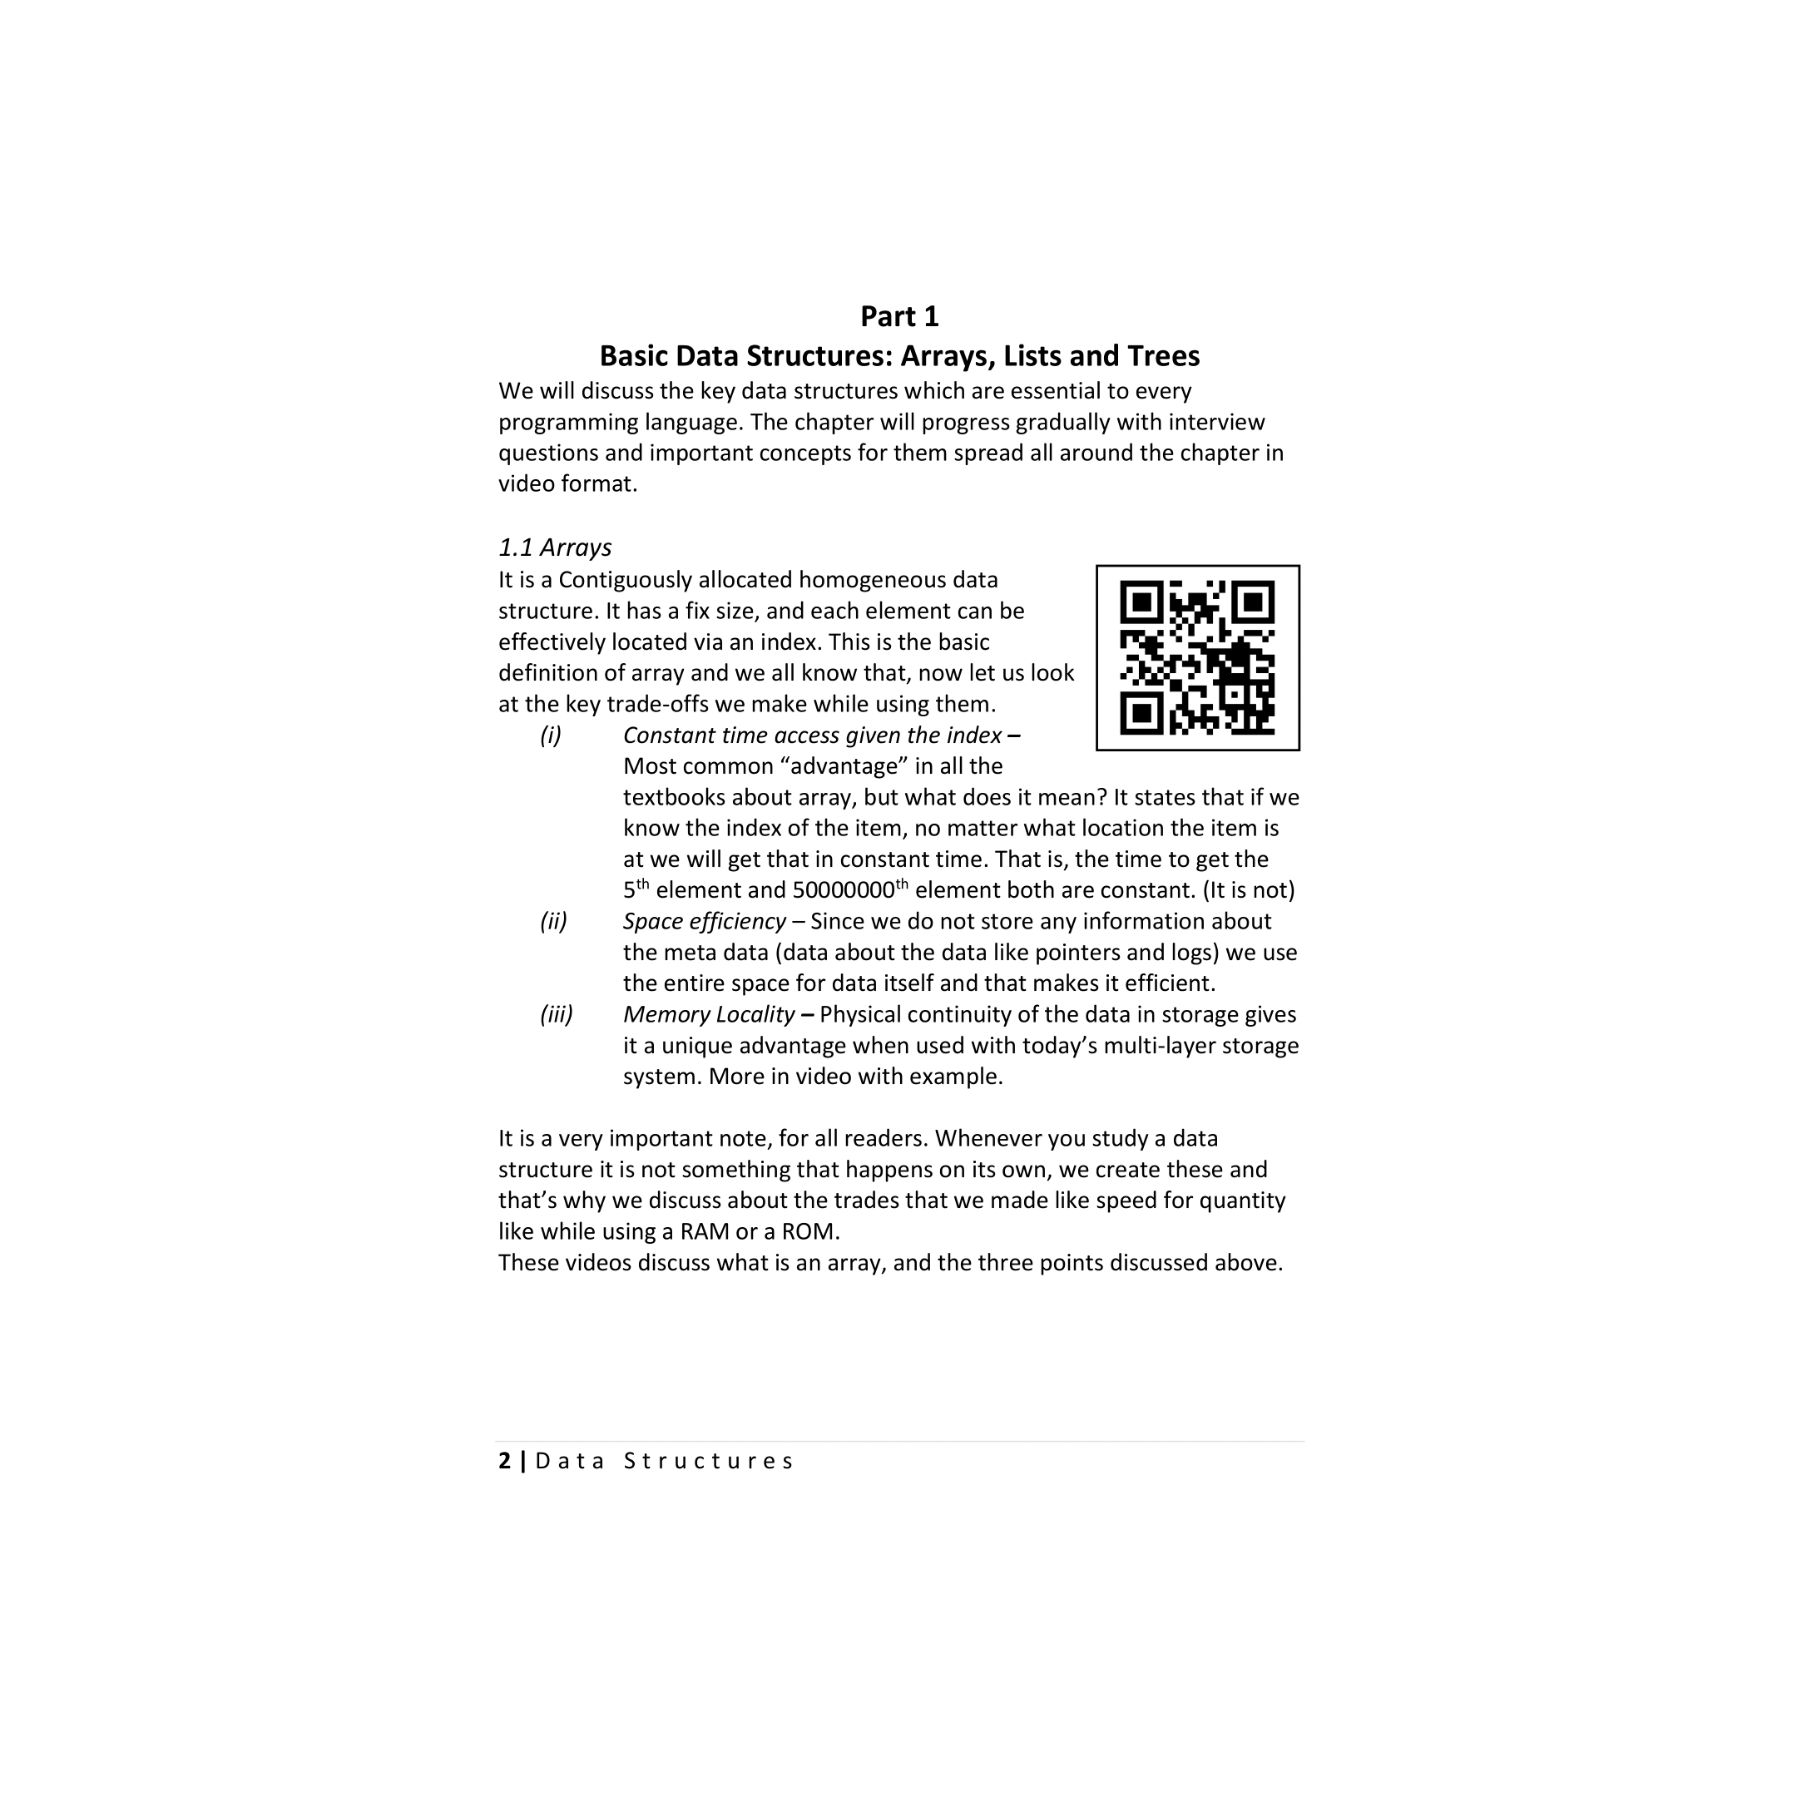 Part 1
Basic Data Structures: Arrays, Lists and Trees
We will discuss the key data structures which are essential to every
programming language. The chapter will progress gradually with interview
questions and important concepts for them spread all around the chapter in
video format.
1.1 Arrays
It is a Contiguously allocated homogeneous data
structure. It has a fix size, and each element can be
effectively located via an index. This is the basic
definition of array and we all know that, now let us look
at the key trade-offs we make while using them.
(i) Constant time access given the index –
Most common “advantage” in all the
textbooks about array, but what does it mean? It states that if we
know the index of the item, no matter what location the item is
at we will get that in constant time. That is, the time to get the
5th element and 50000000th element both are constant. (It is not)
(ii) Space efficiency – Since we do not store any information about
the meta data (data about the data like pointers and logs) we use
the entire space for data itself and that makes it efficient.
(iii) Memory Locality – Physical continuity of the data in storage gives
it a unique advantage when used with today’s multi-layer storage
system. More in video with example.
It is a very important note, for all readers. Whenever you study a data
structure it is not something that happens on its own, we create these and
that’s why we discuss about the trades that we made like speed for quantity
like while using a RAM or a ROM.
These videos discuss what is an array, and the three points discussed above.
2 | Data Structures